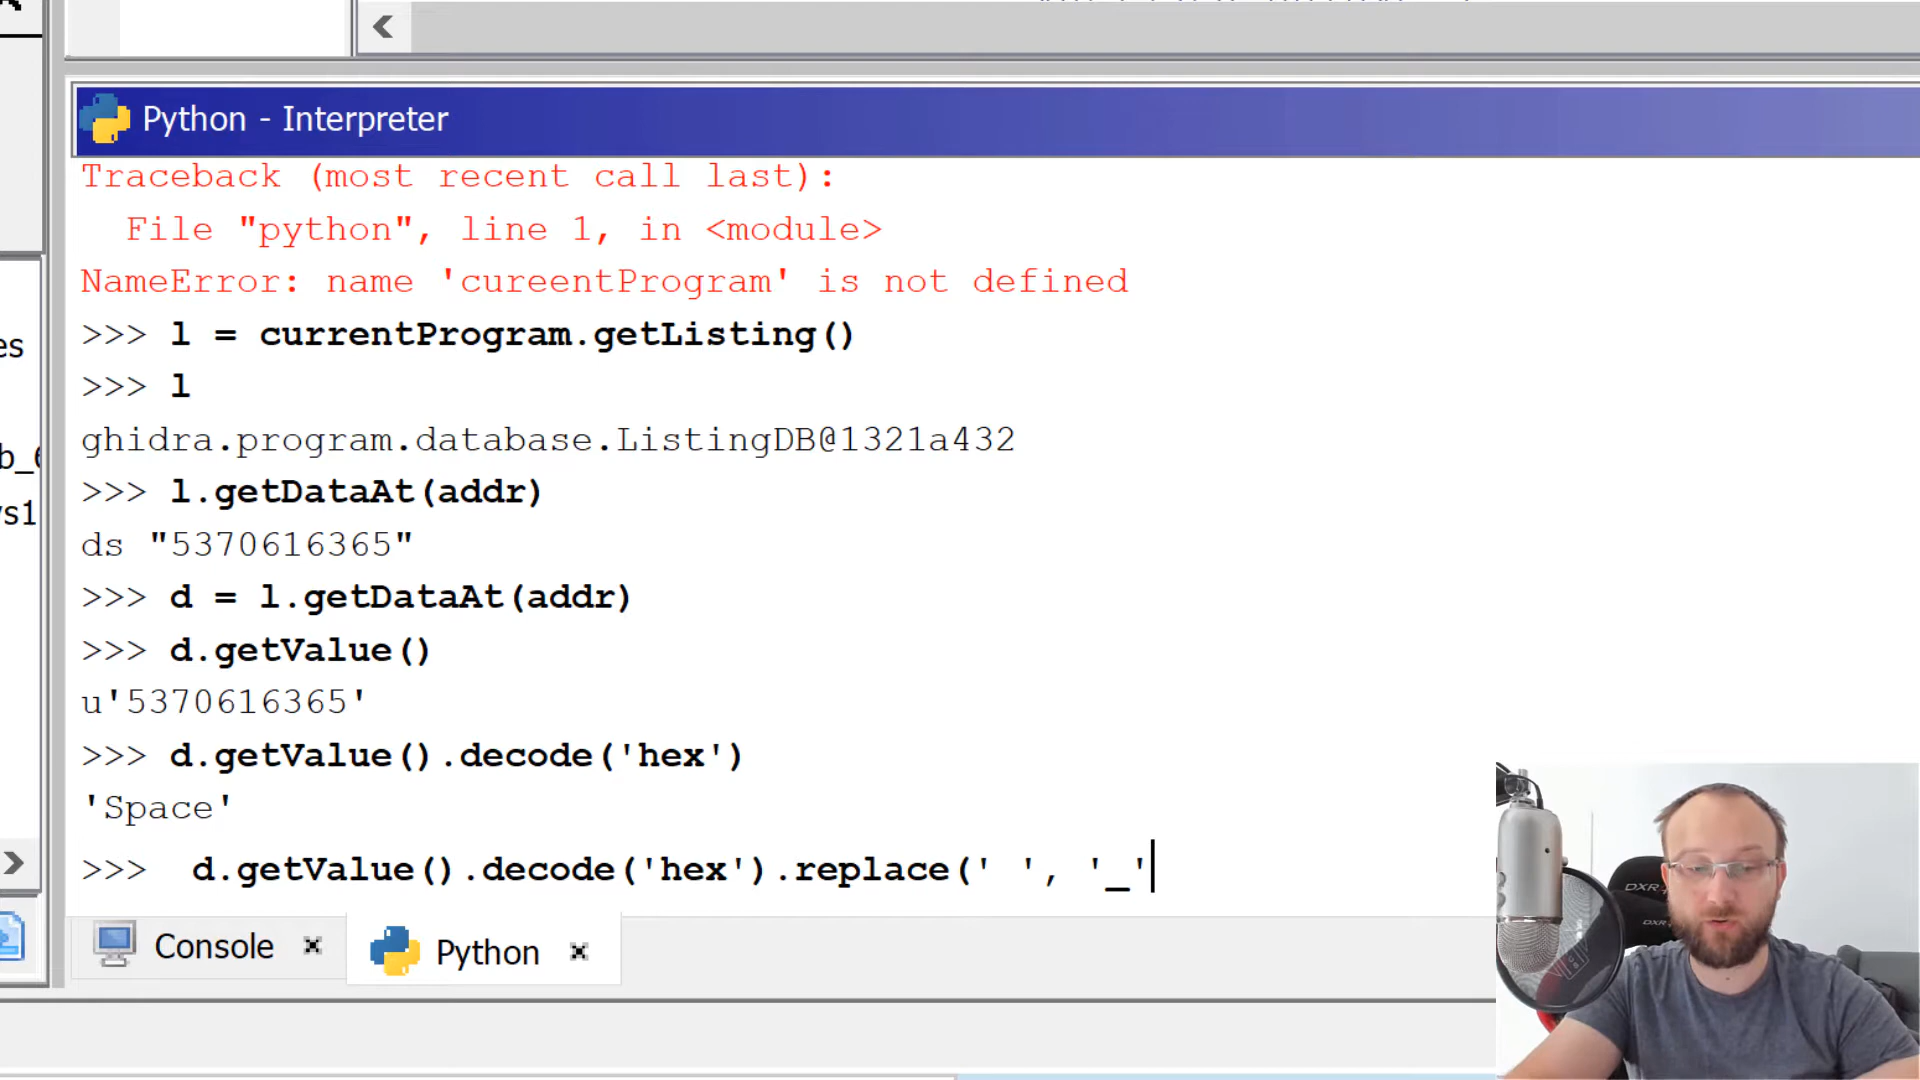 Python - Interpreter
Traceback (most recent call last):
  File "python", line 1, in <module>
NameError: name 'cureentProgram' is not defined
>>> l = currentProgram.getListing()
>>> l
ghidra.program.database.ListingDB@1321a432
>>> l.getDataAt(addr)
ds "5370616365"
>>> d = l.getDataAt(addr)
>>> d.getValue()
u'5370616365'
>>> d.getValue().decode('hex')
'Space'
>>>  d.getValue().decode('hex').replace(' ', '_'
Console
Python
es
DXR